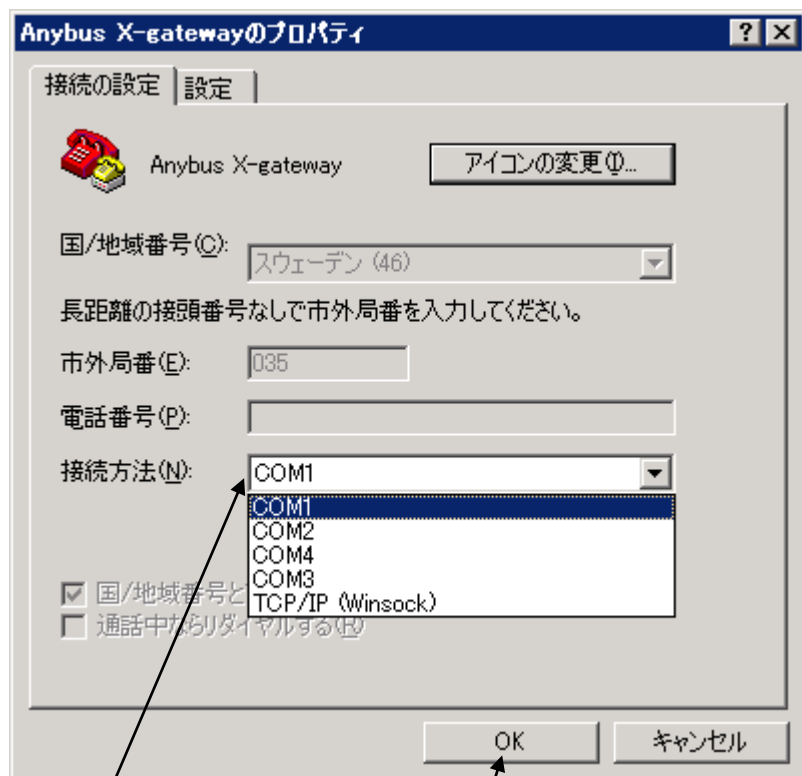 Anybus X-gatewayのプロパティ
接続の設定 設定
Anybus X-gateway アイコンの変更(I)...
国/地域番号(C): スウェーデン (46)
長距離の接頭番号なしで市外局番を入力してください。
市外局番(E): 035
電話番号(P):
接続方法(N): COM1
COM1
COM2
COM4
COM3
TCP/IP (Winsock)
国/地域番号と
通話中ならリダイヤルする(R)
OK キャンセル